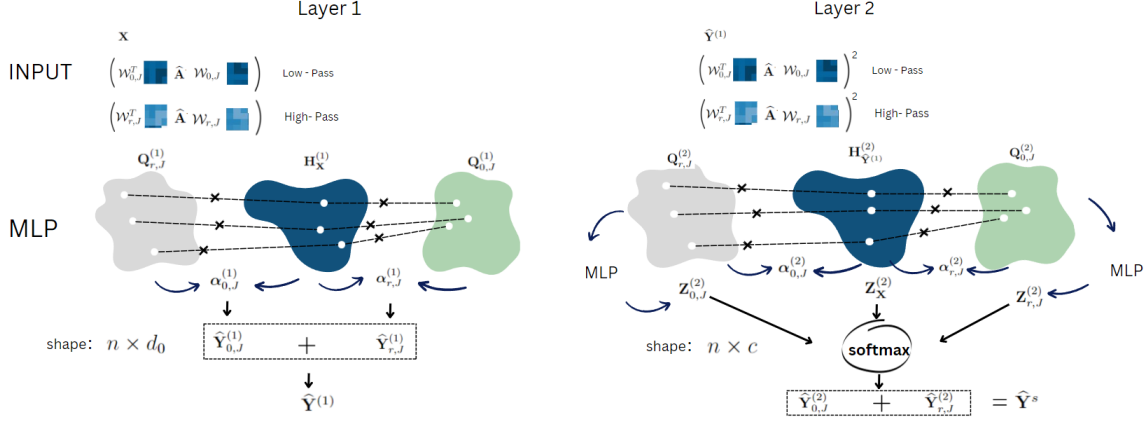 Layer 1
X
INPUT
(𝒲_{0,J}^T Â 𝒲_{0,J}) Low - Pass
(𝒲_{r,J}^T Â 𝒲_{r,J}) High- Pass
Q_{r,J}^{(1)} H_X^{(1)} Q_{0,J}^{(1)}
MLP
α_{0,J}^{(1)} α_{r,J}^{(1)}
shape: n × d_0
Ŷ_{0,J}^{(1)} + Ŷ_{r,J}^{(1)}
Ŷ^{(1)}
Layer 2
Ŷ^{(1)}
(𝒲_{0,J}^T Â 𝒲_{0,J})^2 Low - Pass
(𝒲_{r,J}^T Â 𝒲_{r,J})^2 High- Pass
Q_{r,J}^{(2)} H_{Ŷ^{(1)}}^{(2)} Q_{0,J}^{(2)}
MLP α_{0,J}^{(2)} α_{r,J}^{(2)} MLP
Z_{0,J}^{(2)} Z_X^{(2)} Z_{r,J}^{(2)}
shape: n × c softmax
Ŷ_{0,J}^{(2)} + Ŷ_{r,J}^{(2)} = Ŷ^s